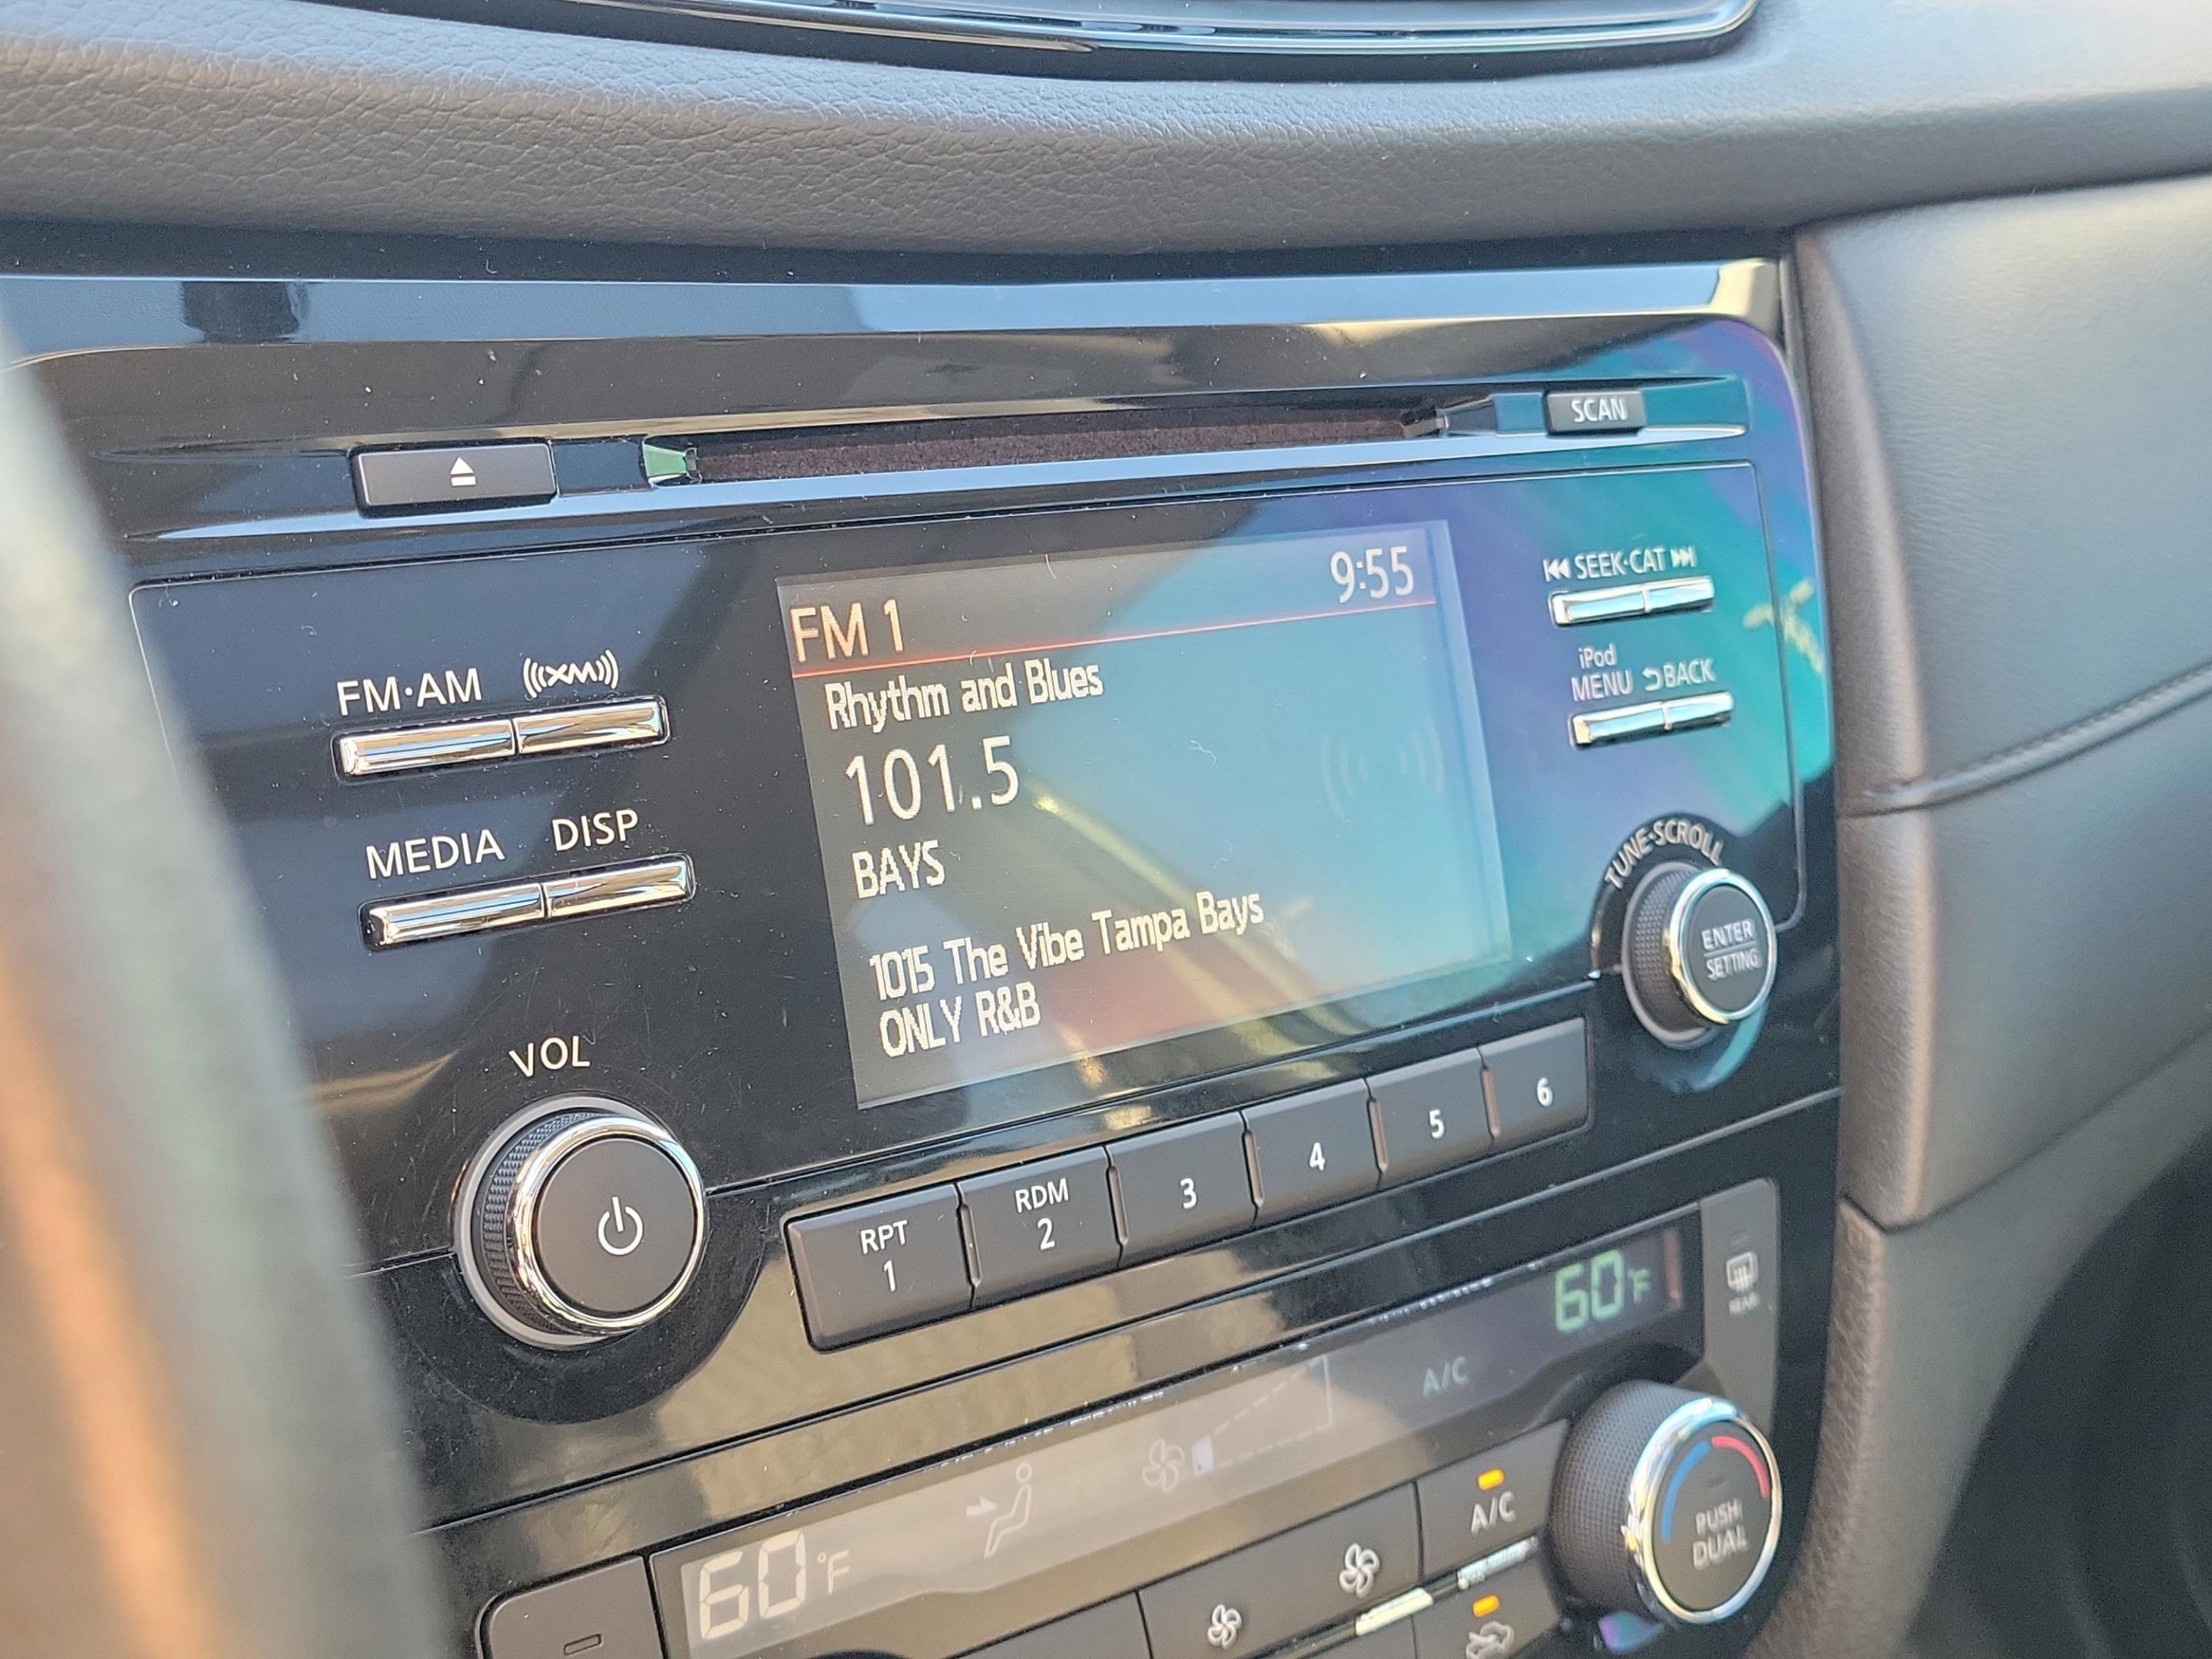 SCAN
9:55
FM 1
Rhythm and Blues
101.5
BAYS
1015 The Vibe Tampa Bays
ONLY R&B
FM·AM
((XM))
MEDIA
DISP
VOL
SEEK·CAT
iPod
MENU
BACK
TUNE·SCROLL
ENTER
SETTING
RPT
1
RDM
2
3
4
5
6
60°F
REAR
A/C
60°F
A/C
PUSH
DUAL